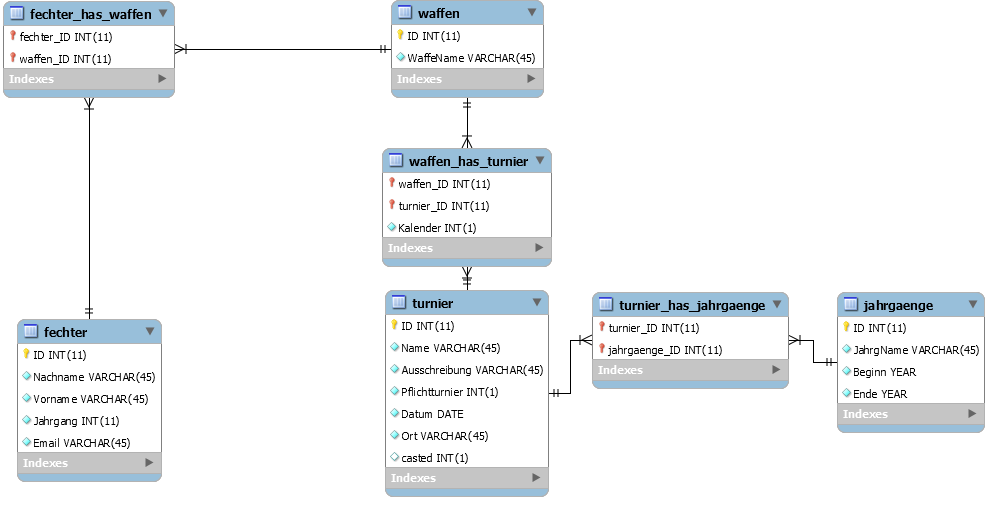 fechter_has_waffen
fechter_ID INT(11)
waffen_ID INT(11)
Indexes
waffen
ID INT(11)
WaffeName VARCHAR(45)
Indexes
waffen_has_turnier
waffen_ID INT(11)
turnier_ID INT(11)
Kalender INT(1)
Indexes
fechter
ID INT(11)
Nachname VARCHAR(45)
Vorname VARCHAR(45)
Jahrgang INT(11)
Email VARCHAR(45)
Indexes
turnier
ID INT(11)
Name VARCHAR(45)
Ausschreibung VARCHAR(45)
Pflichtturnier INT(1)
Datum DATE
Ort VARCHAR(45)
casted INT(1)
Indexes
turnier_has_jahrgaenge
turnier_ID INT(11)
jahrgaenge_ID INT(11)
Indexes
jahrgaenge
ID INT(11)
JahrgName VARCHAR(45)
Beginn YEAR
Ende YEAR
Indexes